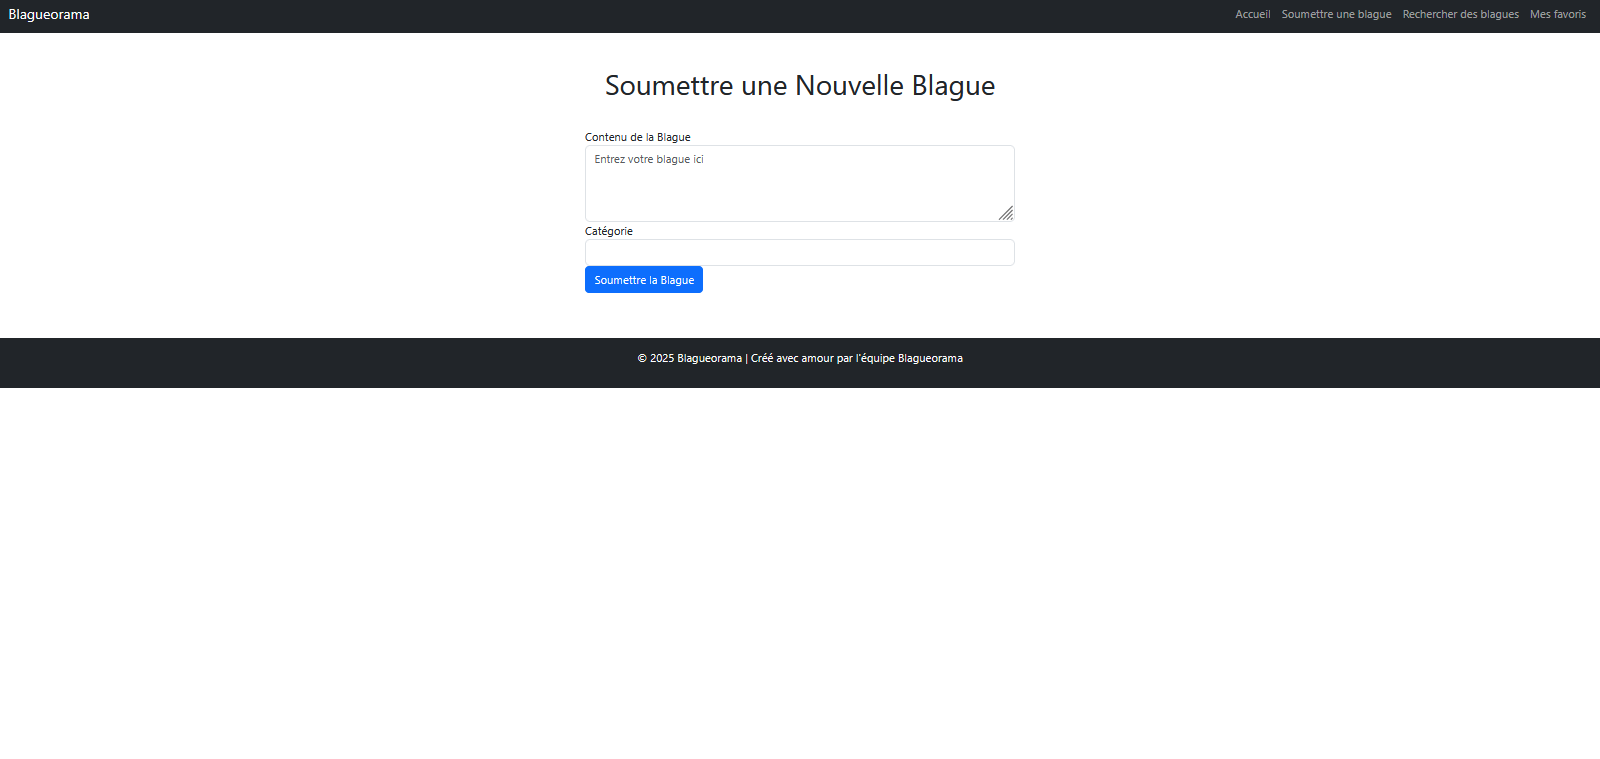 Blagueorama
Accueil Soumettre une blague Rechercher des blagues Mes favoris
Soumettre une Nouvelle Blague
Contenu de la Blague
Entrez votre blague ici
Catégorie
Soumettre la Blague
© 2025 Blagueorama | Créé avec amour par l'équipe Blagueorama